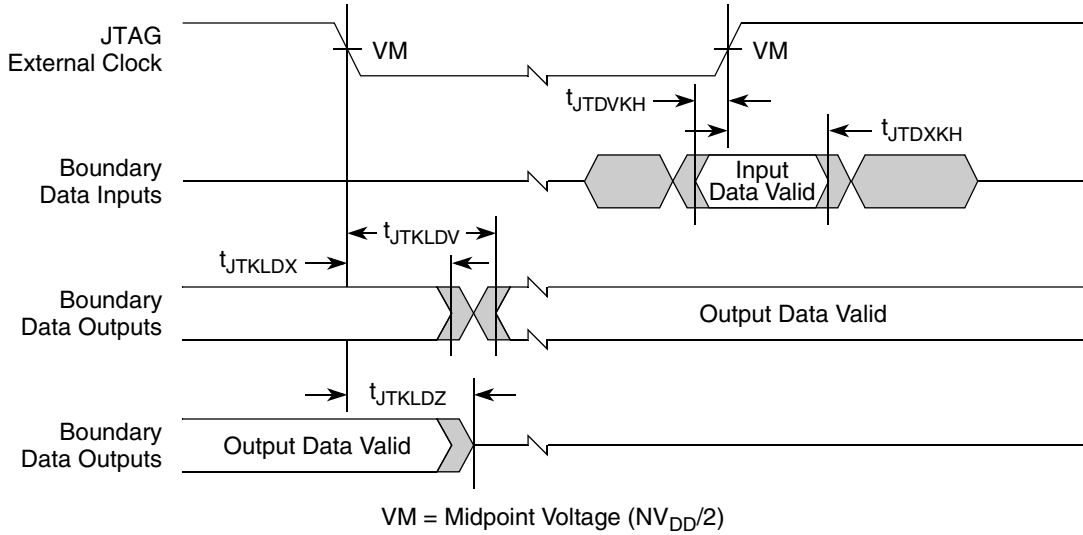 JTAG
External Clock
VM
VM
tJTDVKH
tJTDXKH
Boundary
Data Inputs
Input
Data Valid
tJTKLDV
tJTKLDX
Boundary
Data Outputs
Output Data Valid
tJTKLDZ
Boundary
Data Outputs
Output Data Valid
VM = Midpoint Voltage (NVDD/2)